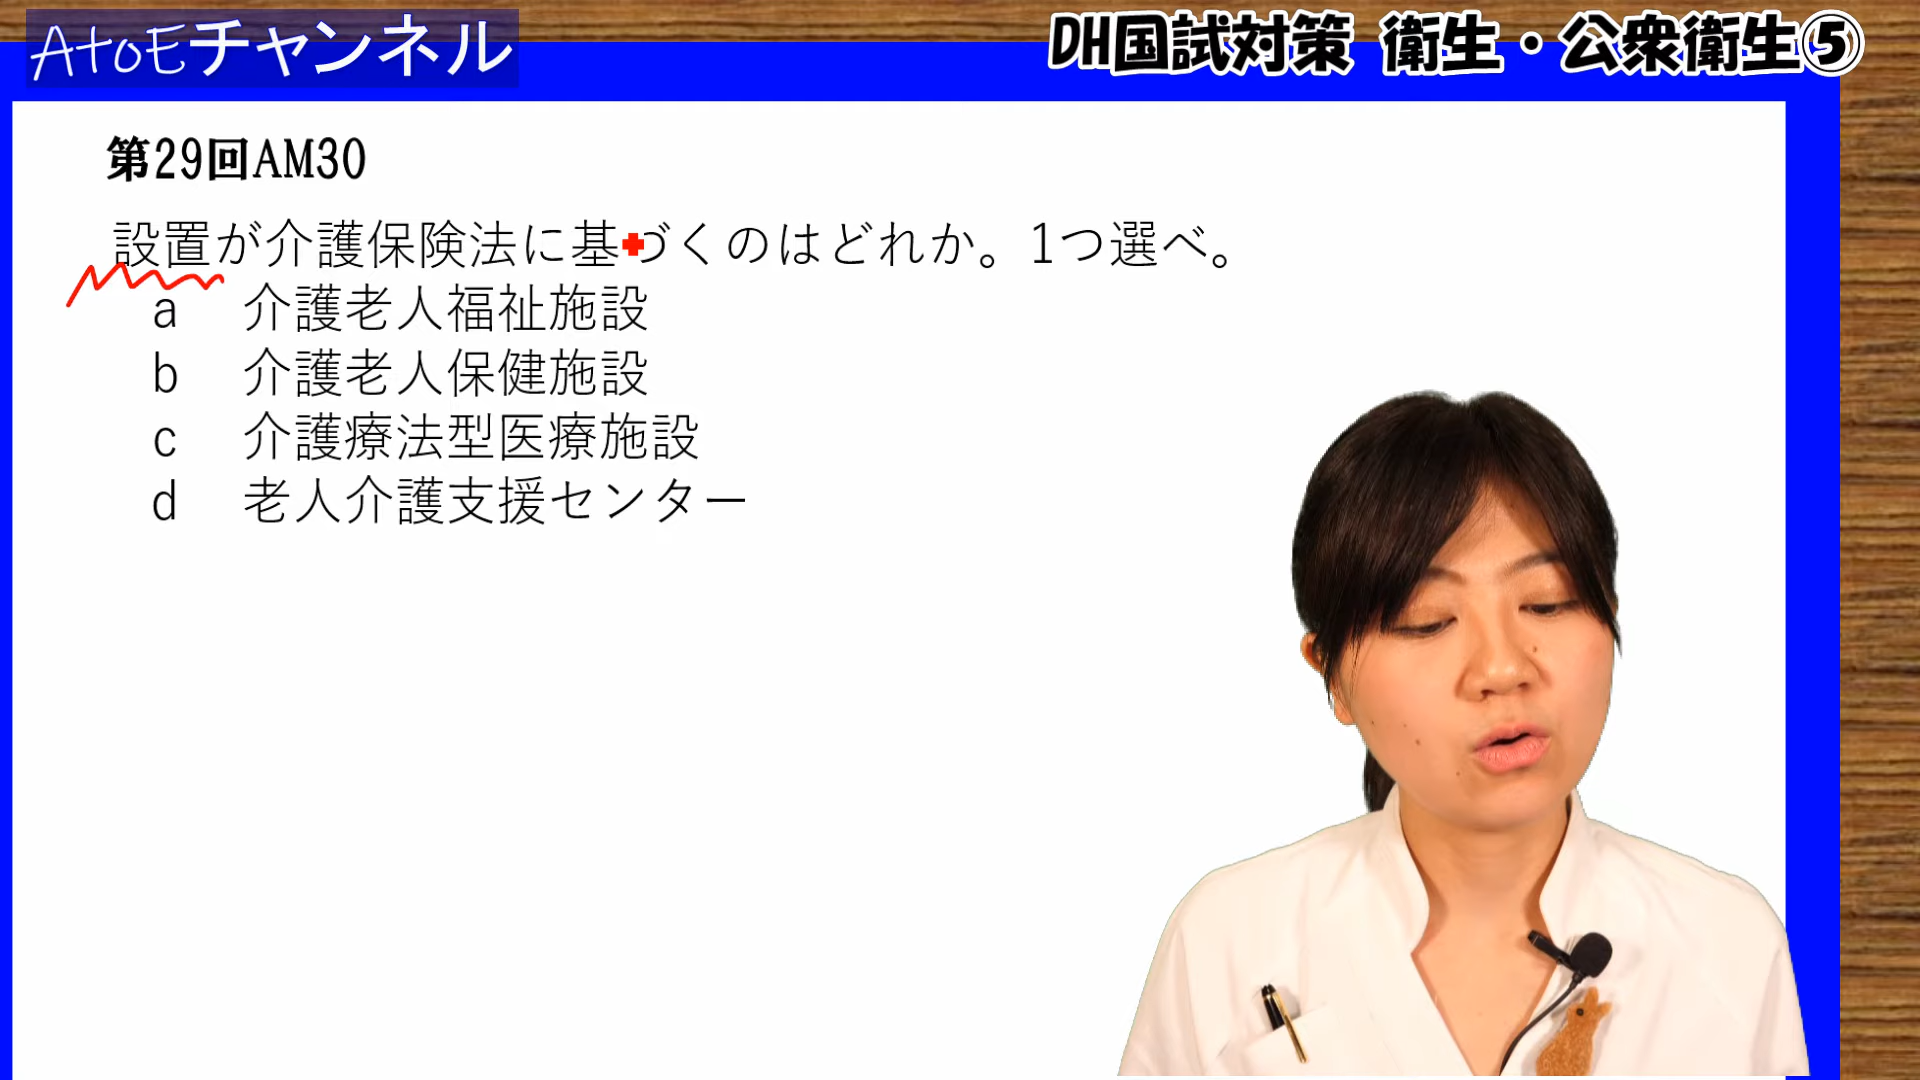 AtoEチャンネル
DH国試対策 衛生・公衆衛生⑤
第29回AM30
設置が介護保険法に基づくのはどれか。1つ選べ。
a 介護老人福祉施設
b 介護老人保健施設
c 介護療法型医療施設
d 老人介護支援センター